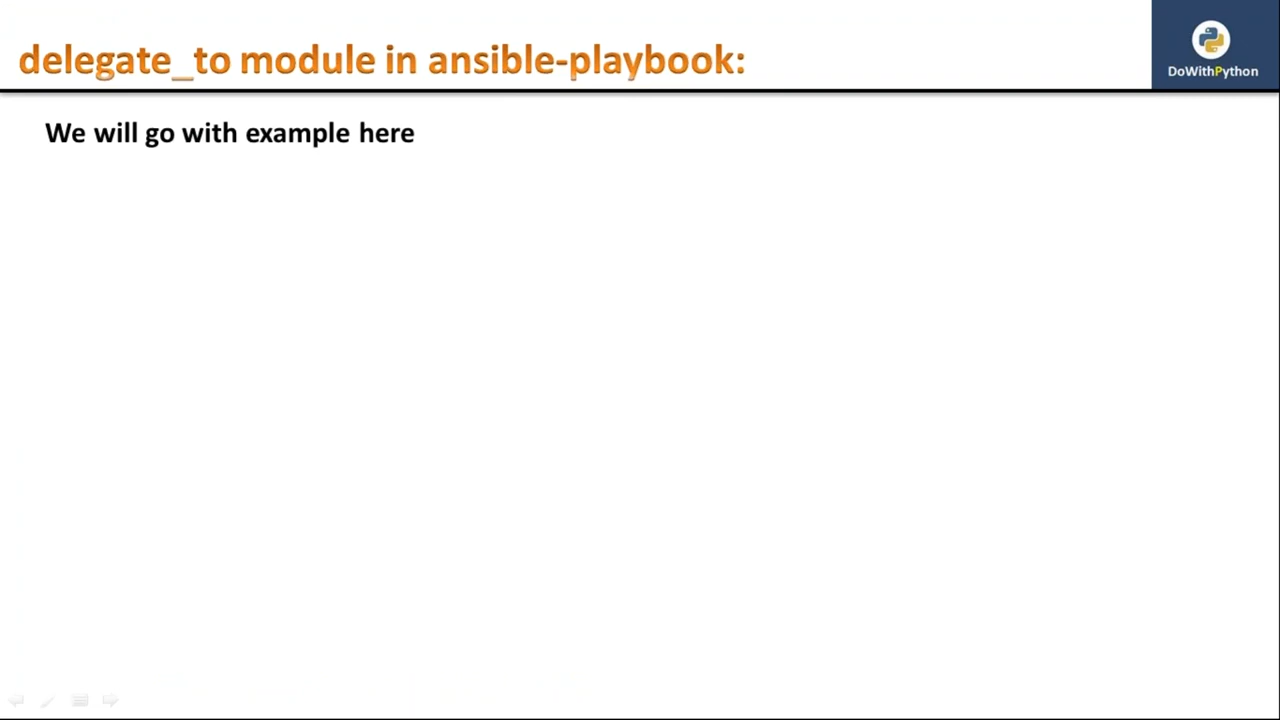 delegate_to module in ansible-playbook:
DoWithPython
We will go with example here